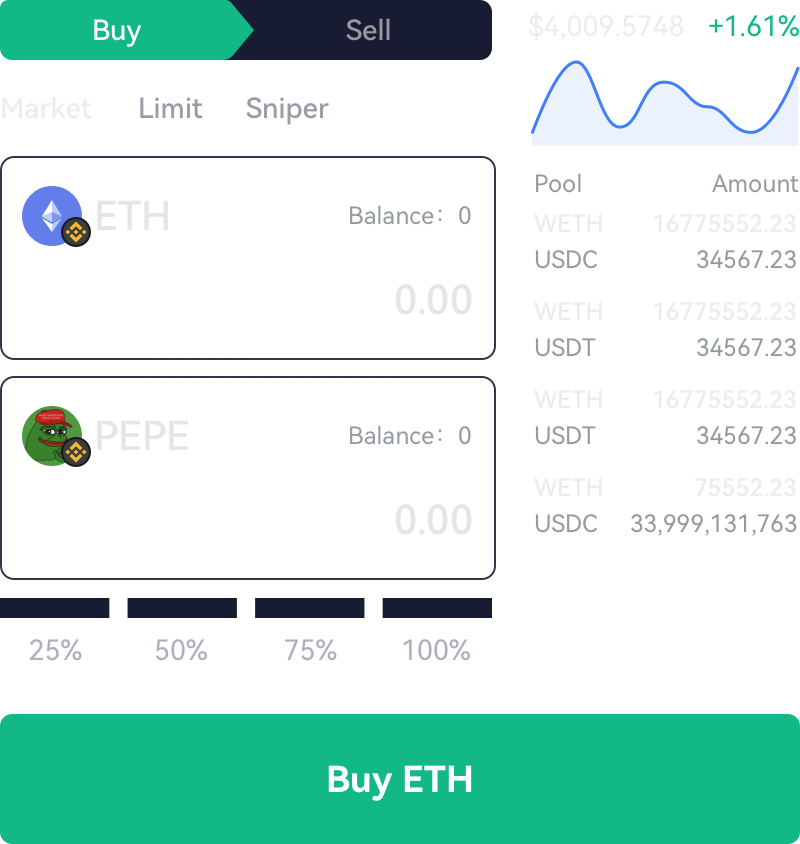 Buy
Sell
$4,009.5748 +1.61%
Market Limit Sniper
ETH
Balance: 0
0.00
PEPE
Balance: 0
0.00
25% 50% 75% 100%
Pool Amount
WETH 16775552.23
USDC 34567.23
WETH 16775552.23
USDT 34567.23
WETH 16775552.23
USDT 34567.23
WETH 75552.23
USDC 33,999,131,763
Buy ETH